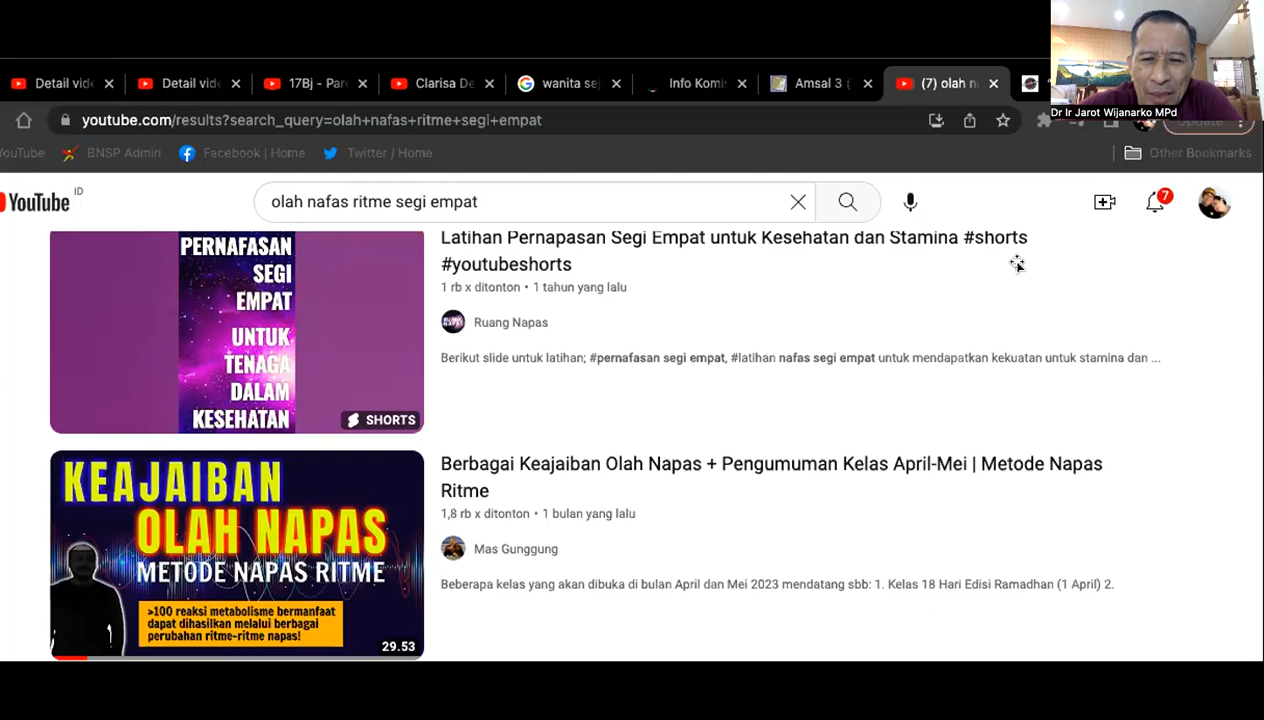 Detail vid
Detail vid
17Bj - Par
Clarisa De
wanita se
Info Komis
Amsal 3 (
(7) olah n
Dr Ir Jarot Wijanarko MPd
youtube.com/results?search_query=olah+nafas+ritme+segi+empat
Update
YouTube
BNSP Admin
Facebook | Home
Twitter / Home
Other Bookmarks
YouTube ID
olah nafas ritme segi empat
7
PERNAFASAN
SEGI
EMPAT
UNTUK
TENAGA
DALAM
KESEHATAN
SHORTS
Latihan Pernapasan Segi Empat untuk Kesehatan dan Stamina #shorts
#youtubeshorts
1 rb x ditonton • 1 tahun yang lalu
Ruang Napas
Berikut slide untuk latihan; #pernafasan segi empat, #latihan nafas segi empat untuk mendapatkan kekuatan untuk stamina dan ...
KEAJAIBAN
OLAH NAPAS
METODE NAPAS RITME
>100 reaksi metabolisme bermanfaat
dapat dihasilkan melalui berbagai
perubahan ritme-ritme napas!
29.53
Berbagai Keajaiban Olah Napas + Pengumuman Kelas April-Mei | Metode Napas
Ritme
1,8 rb x ditonton • 1 bulan yang lalu
Mas Gunggung
Beberapa kelas yang akan dibuka di bulan April dan Mei 2023 mendatang sbb: 1. Kelas 18 Hari Edisi Ramadhan (1 April) 2.